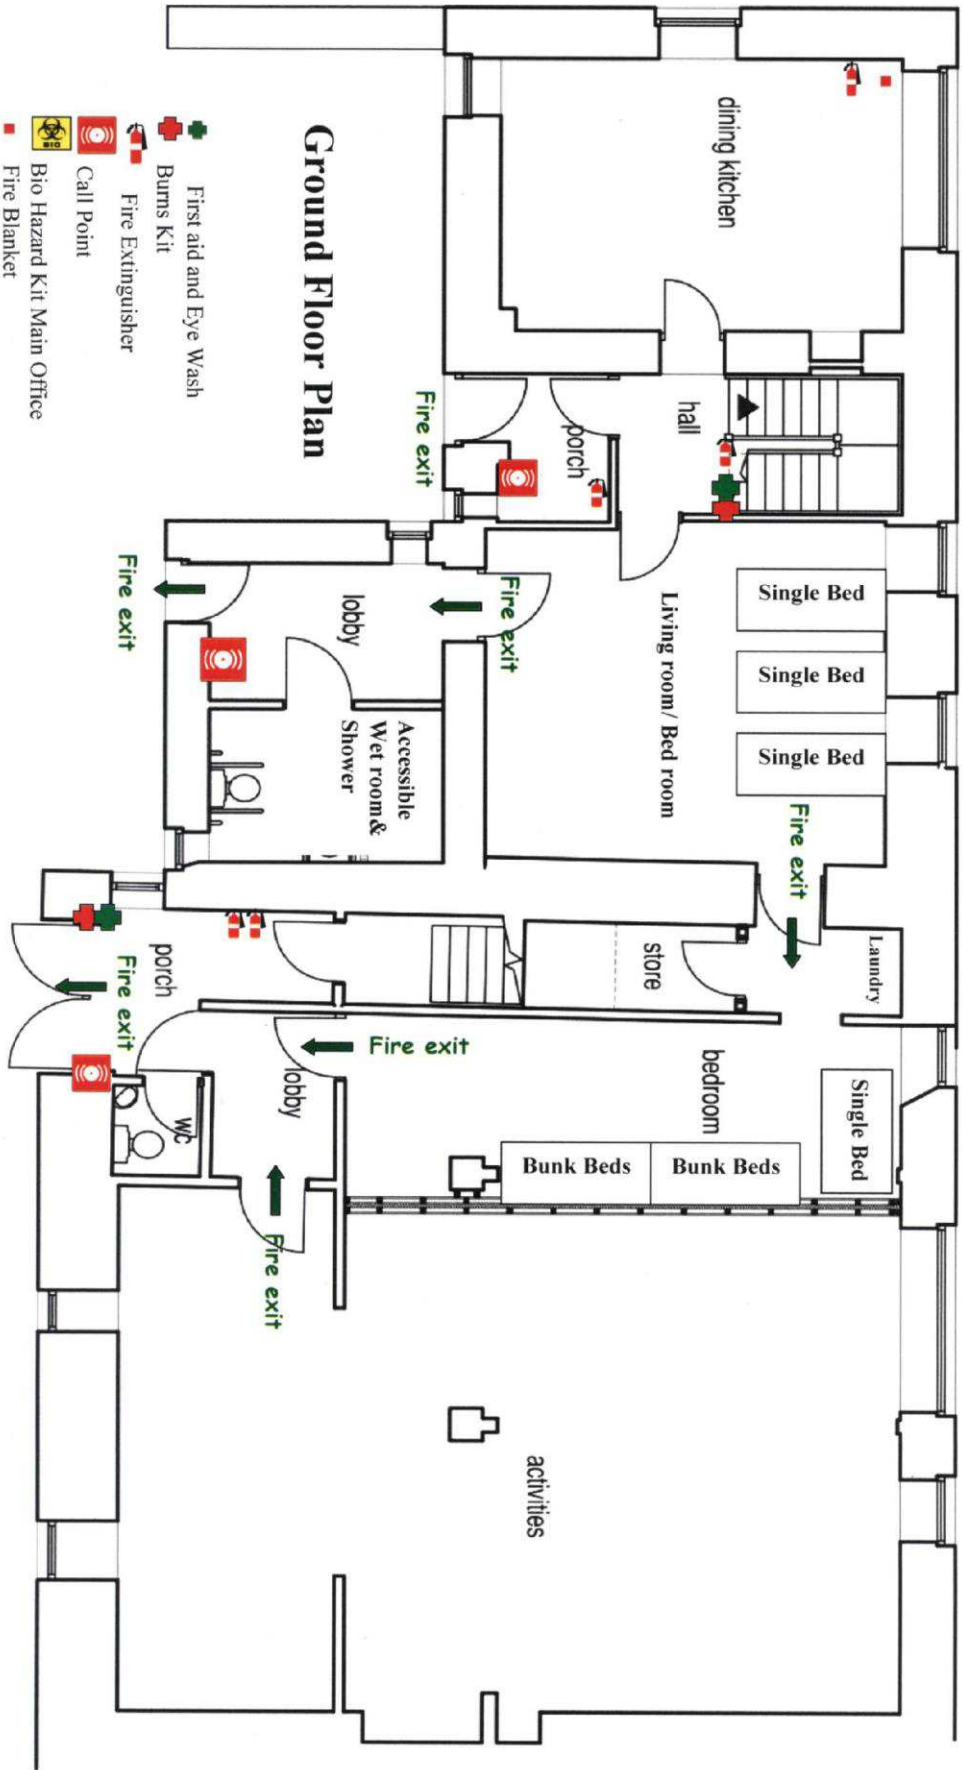 Ground Floor Plan
First aid and Eye Wash
Burns Kit
Fire Extinguisher
Call Point
Bio Hazard Kit Main Office
Fire Blanket
BIO
dining kitchen
hall
porch
Fire exit
Single Bed
Single Bed
Single Bed
Living room/ Bed room
Fire exit
lobby
Fire exit
Accessible
Wet room&
Shower
Fire exit
Laundry
store
porch
Fire exit
Fire exit
lobby
wc
bedroom
Single Bed
Bunk Beds
Bunk Beds
Fire exit
activities